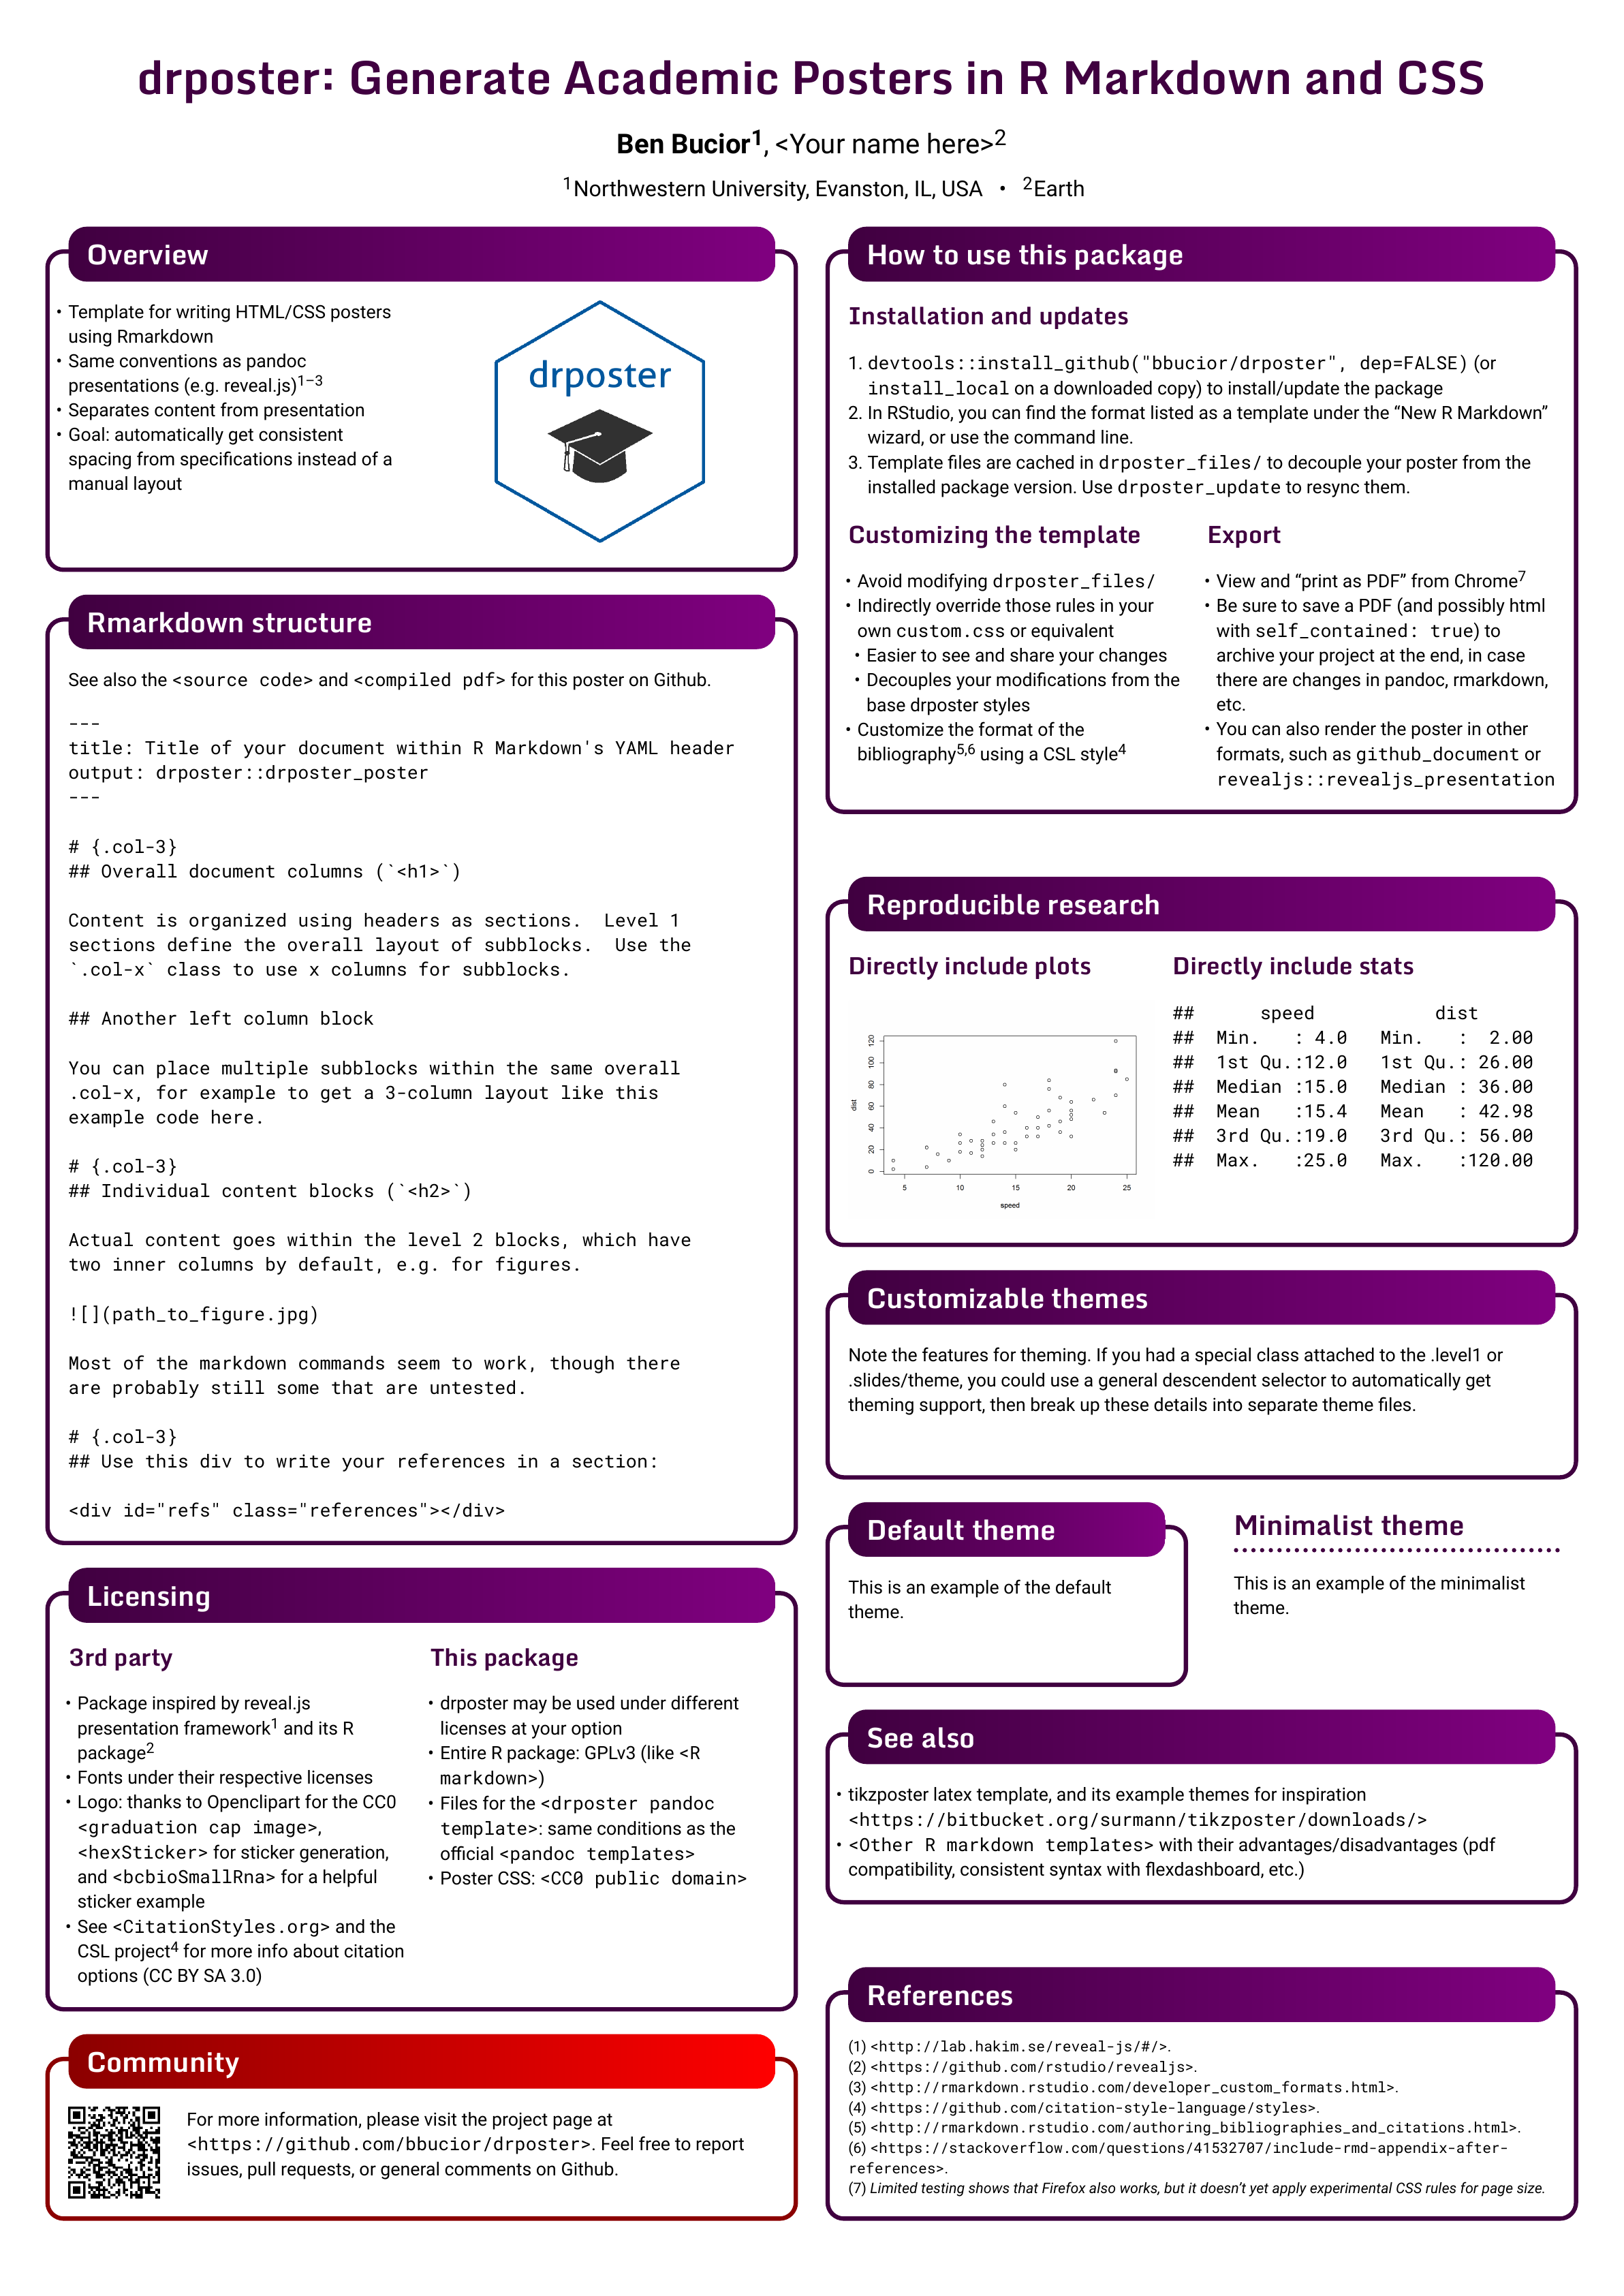 drposter: Generate Academic Posters in R Markdown and CSS
Ben Bucior1, <Your name here>2
1Northwestern University, Evanston, IL, USA • 2Earth
Overview
• Template for writing HTML/CSS posters
using Rmarkdown
• Same conventions as pandoc
presentations (e.g. reveal.js)1–3
• Separates content from presentation
• Goal: automatically get consistent
spacing from specifications instead of a
manual layout
drposter
Rmarkdown structure
See also the <source code> and <compiled pdf> for this poster on Github.
---
title: Title of your document within R Markdown's YAML header
output: drposter::drposter_poster
---
# {.col-3}
## Overall document columns (`<h1>`)
Content is organized using headers as sections.  Level 1
sections define the overall layout of subblocks.  Use the
`.col-x` class to use x columns for subblocks.
## Another left column block
You can place multiple subblocks within the same overall
.col-x, for example to get a 3-column layout like this
example code here.
# {.col-3}
## Individual content blocks (`<h2>`)
Actual content goes within the level 2 blocks, which have
two inner columns by default, e.g. for figures.
![](path_to_figure.jpg)
Most of the markdown commands seem to work, though there
are probably still some that are untested.
# {.col-3}
## Use this div to write your references in a section:
<div id="refs" class="references"></div>
Licensing
3rd party
• Package inspired by reveal.js
presentation framework1 and its R
package2
• Fonts under their respective licenses
• Logo: thanks to Openclipart for the CC0
<graduation cap image>,
<hexSticker> for sticker generation,
and <bcbioSmallRna> for a helpful
sticker example
• See <CitationStyles.org> and the
CSL project4 for more info about citation
options (CC BY SA 3.0)
This package
• drposter may be used under different
licenses at your option
• Entire R package: GPLv3 (like <R
markdown>)
• Files for the <drposter pandoc
template>: same conditions as the
official <pandoc templates>
• Poster CSS: <CC0 public domain>
Community
For more information, please visit the project page at
<https://github.com/bbucior/drposter>. Feel free to report
issues, pull requests, or general comments on Github.
How to use this package
Installation and updates
1. devtools::install_github("bbucior/drposter", dep=FALSE) (or
install_local on a downloaded copy) to install/update the package
2. In RStudio, you can find the format listed as a template under the “New R Markdown”
wizard, or use the command line.
3. Template files are cached in drposter_files/ to decouple your poster from the
installed package version. Use drposter_update to resync them.
Customizing the template
• Avoid modifying drposter_files/
• Indirectly override those rules in your
own custom.css or equivalent
• Easier to see and share your changes
• Decouples your modifications from the
base drposter styles
• Customize the format of the
bibliography5,6 using a CSL style4
Export
• View and “print as PDF” from Chrome7
• Be sure to save a PDF (and possibly html
with self_contained: true) to
archive your project at the end, in case
there are changes in pandoc, rmarkdown,
etc.
• You can also render the poster in other
formats, such as github_document or
revealjs::revealjs_presentation
Reproducible research
Directly include plots
120
100
80
60
40
20
0
dist
5 10 15 20 25
speed
Directly include stats
##      speed           dist
##  Min.   : 4.0   Min.   :  2.00
##  1st Qu.:12.0   1st Qu.: 26.00
##  Median :15.0   Median : 36.00
##  Mean   :15.4   Mean   : 42.98
##  3rd Qu.:19.0   3rd Qu.: 56.00
##  Max.   :25.0   Max.   :120.00
Customizable themes
Note the features for theming. If you had a special class attached to the .level1 or
.slides/theme, you could use a general descendent selector to automatically get
theming support, then break up these details into separate theme files.
Default theme
This is an example of the default
theme.
Minimalist theme
This is an example of the minimalist
theme.
See also
• tikzposter latex template, and its example themes for inspiration
<https://bitbucket.org/surmann/tikzposter/downloads/>
• <Other R markdown templates> with their advantages/disadvantages (pdf
compatibility, consistent syntax with flexdashboard, etc.)
References
(1) <http://lab.hakim.se/reveal-js/#/>.
(2) <https://github.com/rstudio/revealjs>.
(3) <http://rmarkdown.rstudio.com/developer_custom_formats.html>.
(4) <https://github.com/citation-style-language/styles>.
(5) <http://rmarkdown.rstudio.com/authoring_bibliographies_and_citations.html>.
(6) <https://stackoverflow.com/questions/41532707/include-rmd-appendix-after-
references>.
(7) Limited testing shows that Firefox also works, but it doesn’t yet apply experimental CSS rules for page size.